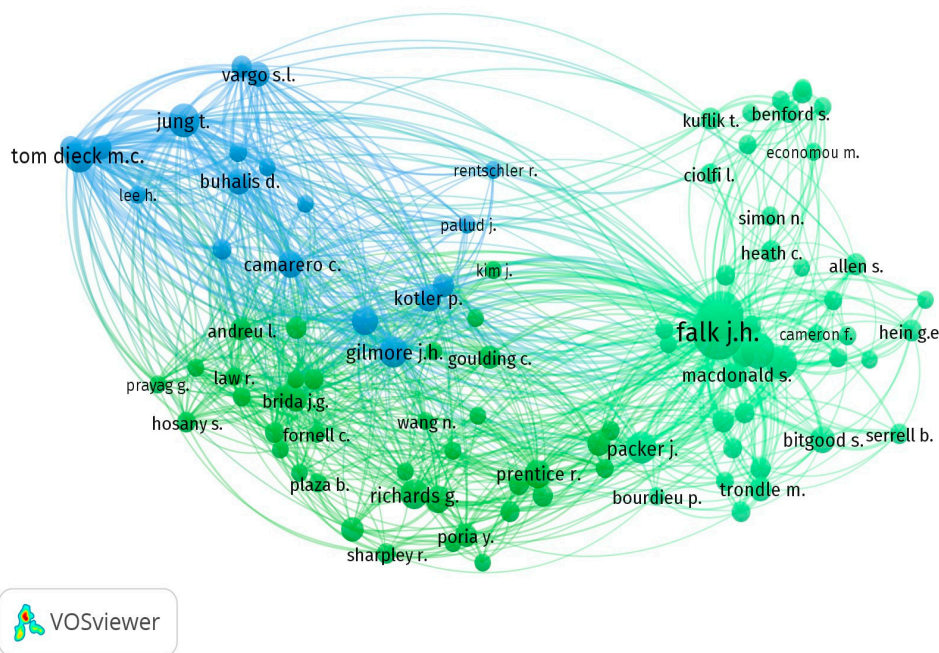 vargo s.l.
jung t.
tom dieck m.c.
lee h.
buhalis d.
rentschler r.
pallud j.
camarero c.
kim j.
kotler p.
kuflik t.
benford s.
economou m.
ciolfi l.
simon n.
heath c.
allen s.
falk j.h.
cameron f.
hein g.e
macdonald s.
andreu l.
gilmore j.h.
goulding c.
prayag g.
law r.
brida j.g.
hosany s.
fornell c.
wang n.
packer j.
bitgood s.
serrell b.
plaza b.
richards g.
prentice r.
bourdieu p.
trondle m.
poria y.
sharpley r.
VOSviewer